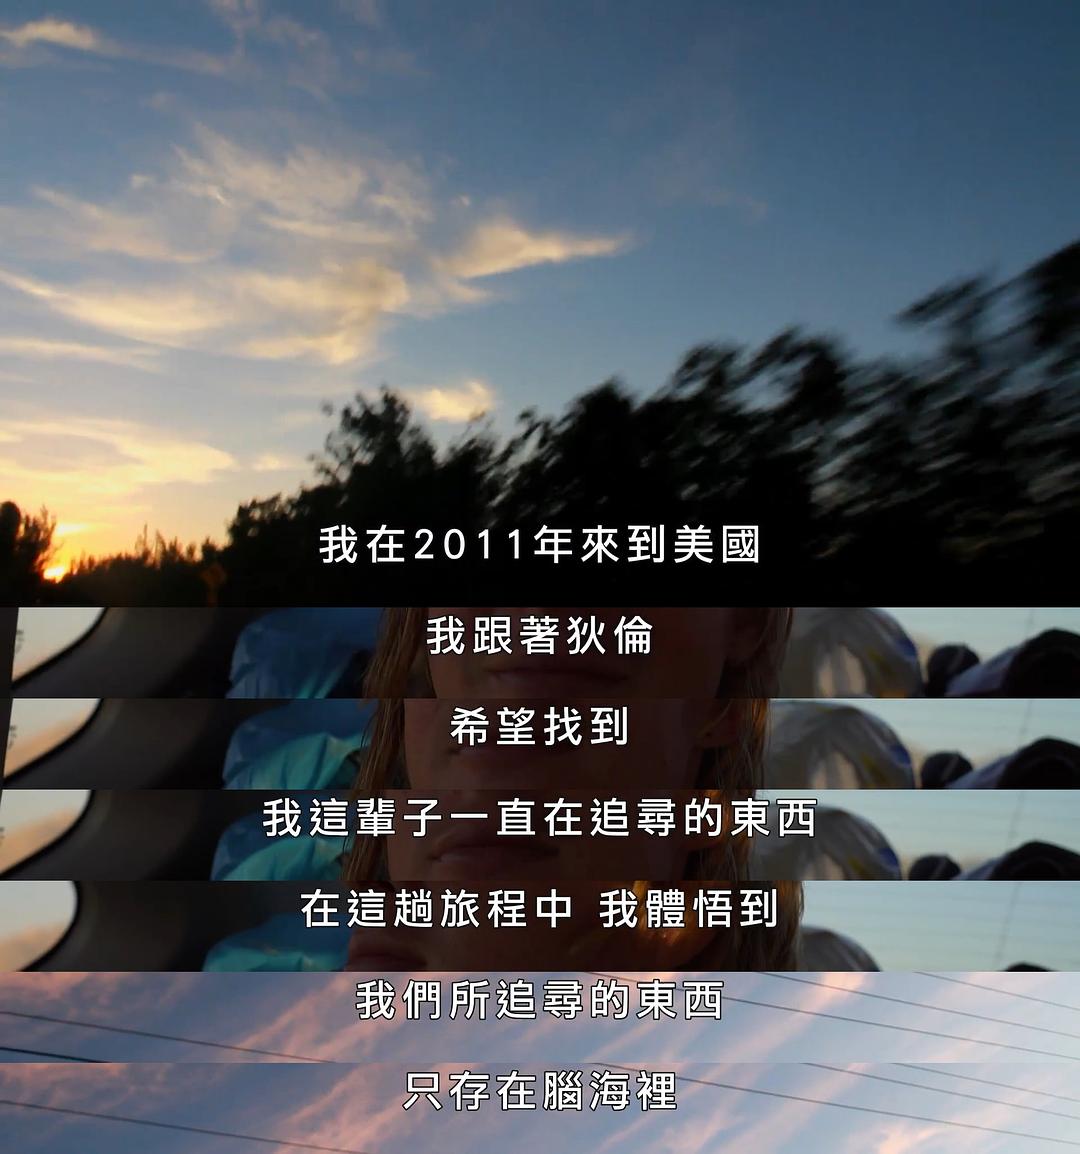 我在2011年來到美國
我跟著狄倫
希望找到
我這輩子一直在追尋的東西
在這趟旅程中 我體悟到
我們所追尋的東西
只存在腦海裡